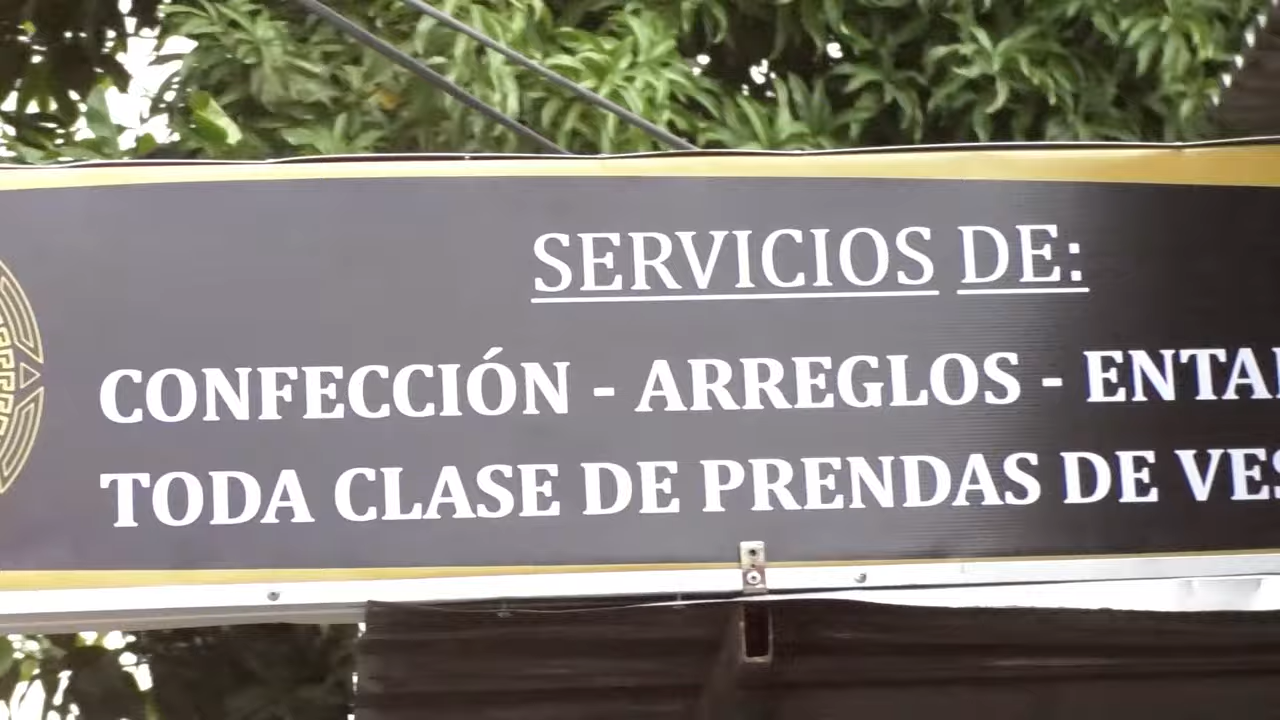 SERVICIOS DE:
CONFECCIÓN - ARREGLOS -
TODA CLASE DE PRENDAS DE